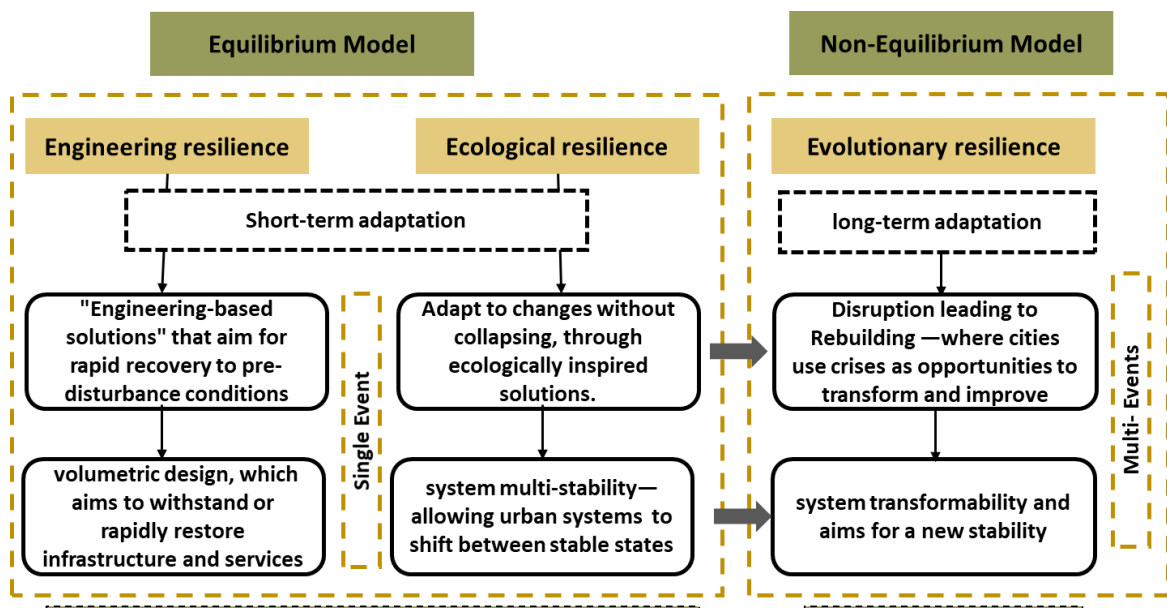 Equilibrium Model
Non-Equilibrium Model
Engineering resilience
Ecological resilience
Evolutionary resilience
Short-term adaptation
long-term adaptation
"Engineering-based
solutions" that aim for
rapid recovery to pre-
disturbance conditions
Single Event
Adapt to changes without
collapsing, through
ecologically inspired
solutions.
Disruption leading to
Rebuilding —where cities
use crises as opportunities to
transform and improve
Multi- Events
volumetric design, which
aims to withstand or
rapidly restore
infrastructure and services
system multi-stability—
allowing urban systems to
shift between stable states
system transformability and
aims for a new stability